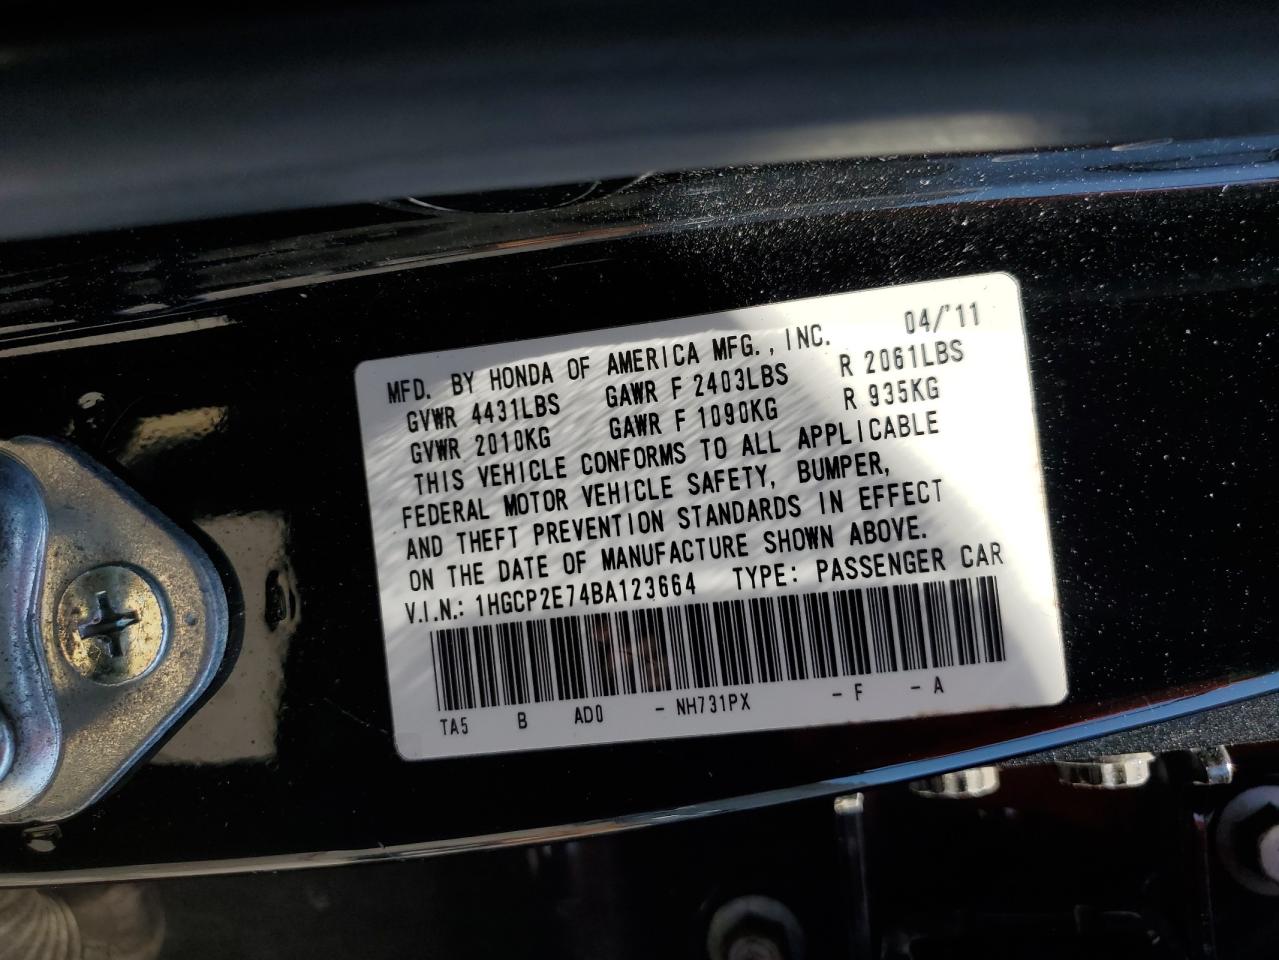 MFD. BY HONDA OF AMERICA MFG., INC. 04/'11
GVWR 4431LBS GAWR F 2403LBS R 2061LBS
GVWR 2010KG GAWR F 1090KG R 935KG
THIS VEHICLE CONFORMS TO ALL APPLICABLE
FEDERAL MOTOR VEHICLE SAFETY, BUMPER,
AND THEFT PREVENTION STANDARDS IN EFFECT
ON THE DATE OF MANUFACTURE SHOWN ABOVE.
V.I.N.: 1HGCP2E74BA123664 TYPE: PASSENGER CAR
TA5 B AD0 - NH731PX - F - A